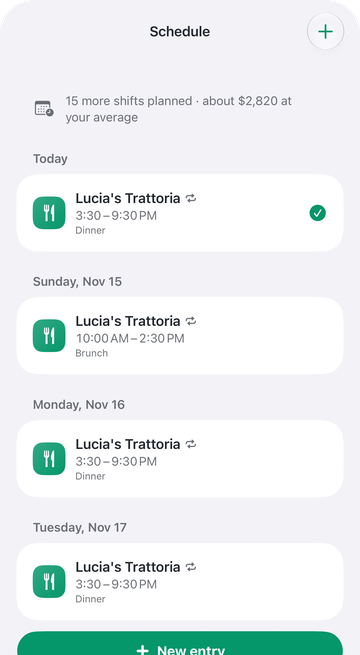 Schedule
15 more shifts planned · about $2,820 at
your average
Today
Lucia's Trattoria
3:30 – 9:30 PM
Dinner
Sunday, Nov 15
Lucia's Trattoria
10:00 AM – 2:30 PM
Brunch
Monday, Nov 16
Lucia's Trattoria
3:30 – 9:30 PM
Dinner
Tuesday, Nov 17
Lucia's Trattoria
3:30 – 9:30 PM
Dinner
+ New entry